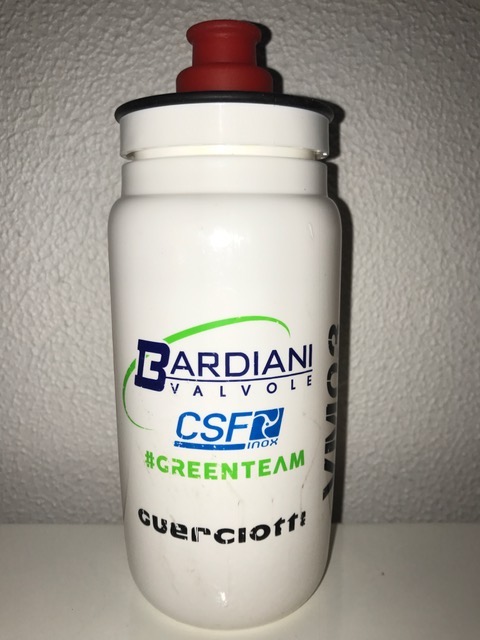 BARDIANI
VALVOLE
CSF
INOX
#GREENTEAM
GUERCIOTTI